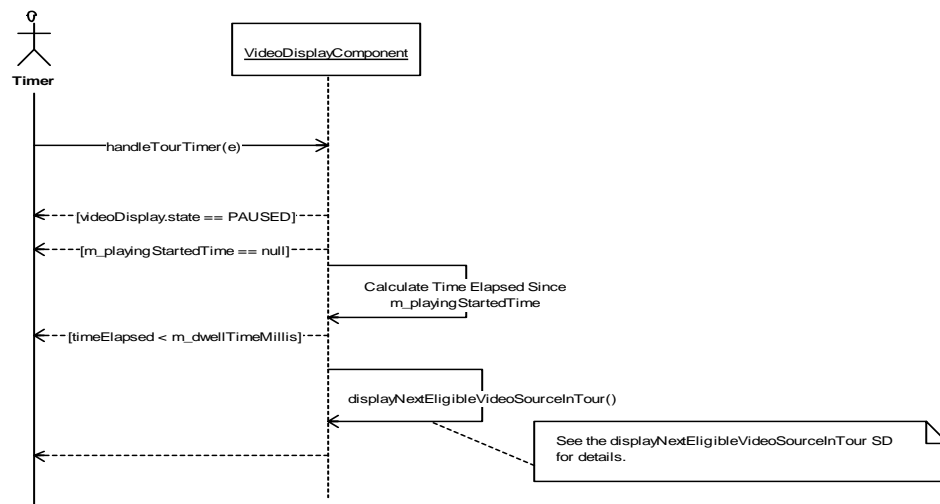 VideoDisplayComponent
Timer
handleTourTimer(e)
[videoDisplay.state == PAUSED]
[m_playingStartedTime == null]
Calculate Time Elapsed Since
m_playingStartedTime
[timeElapsed < m_dwellTimeMillis]
displayNextEligibleVideoSourceInTour()
See the displayNextEligibleVideoSourceInTour SD
for details.